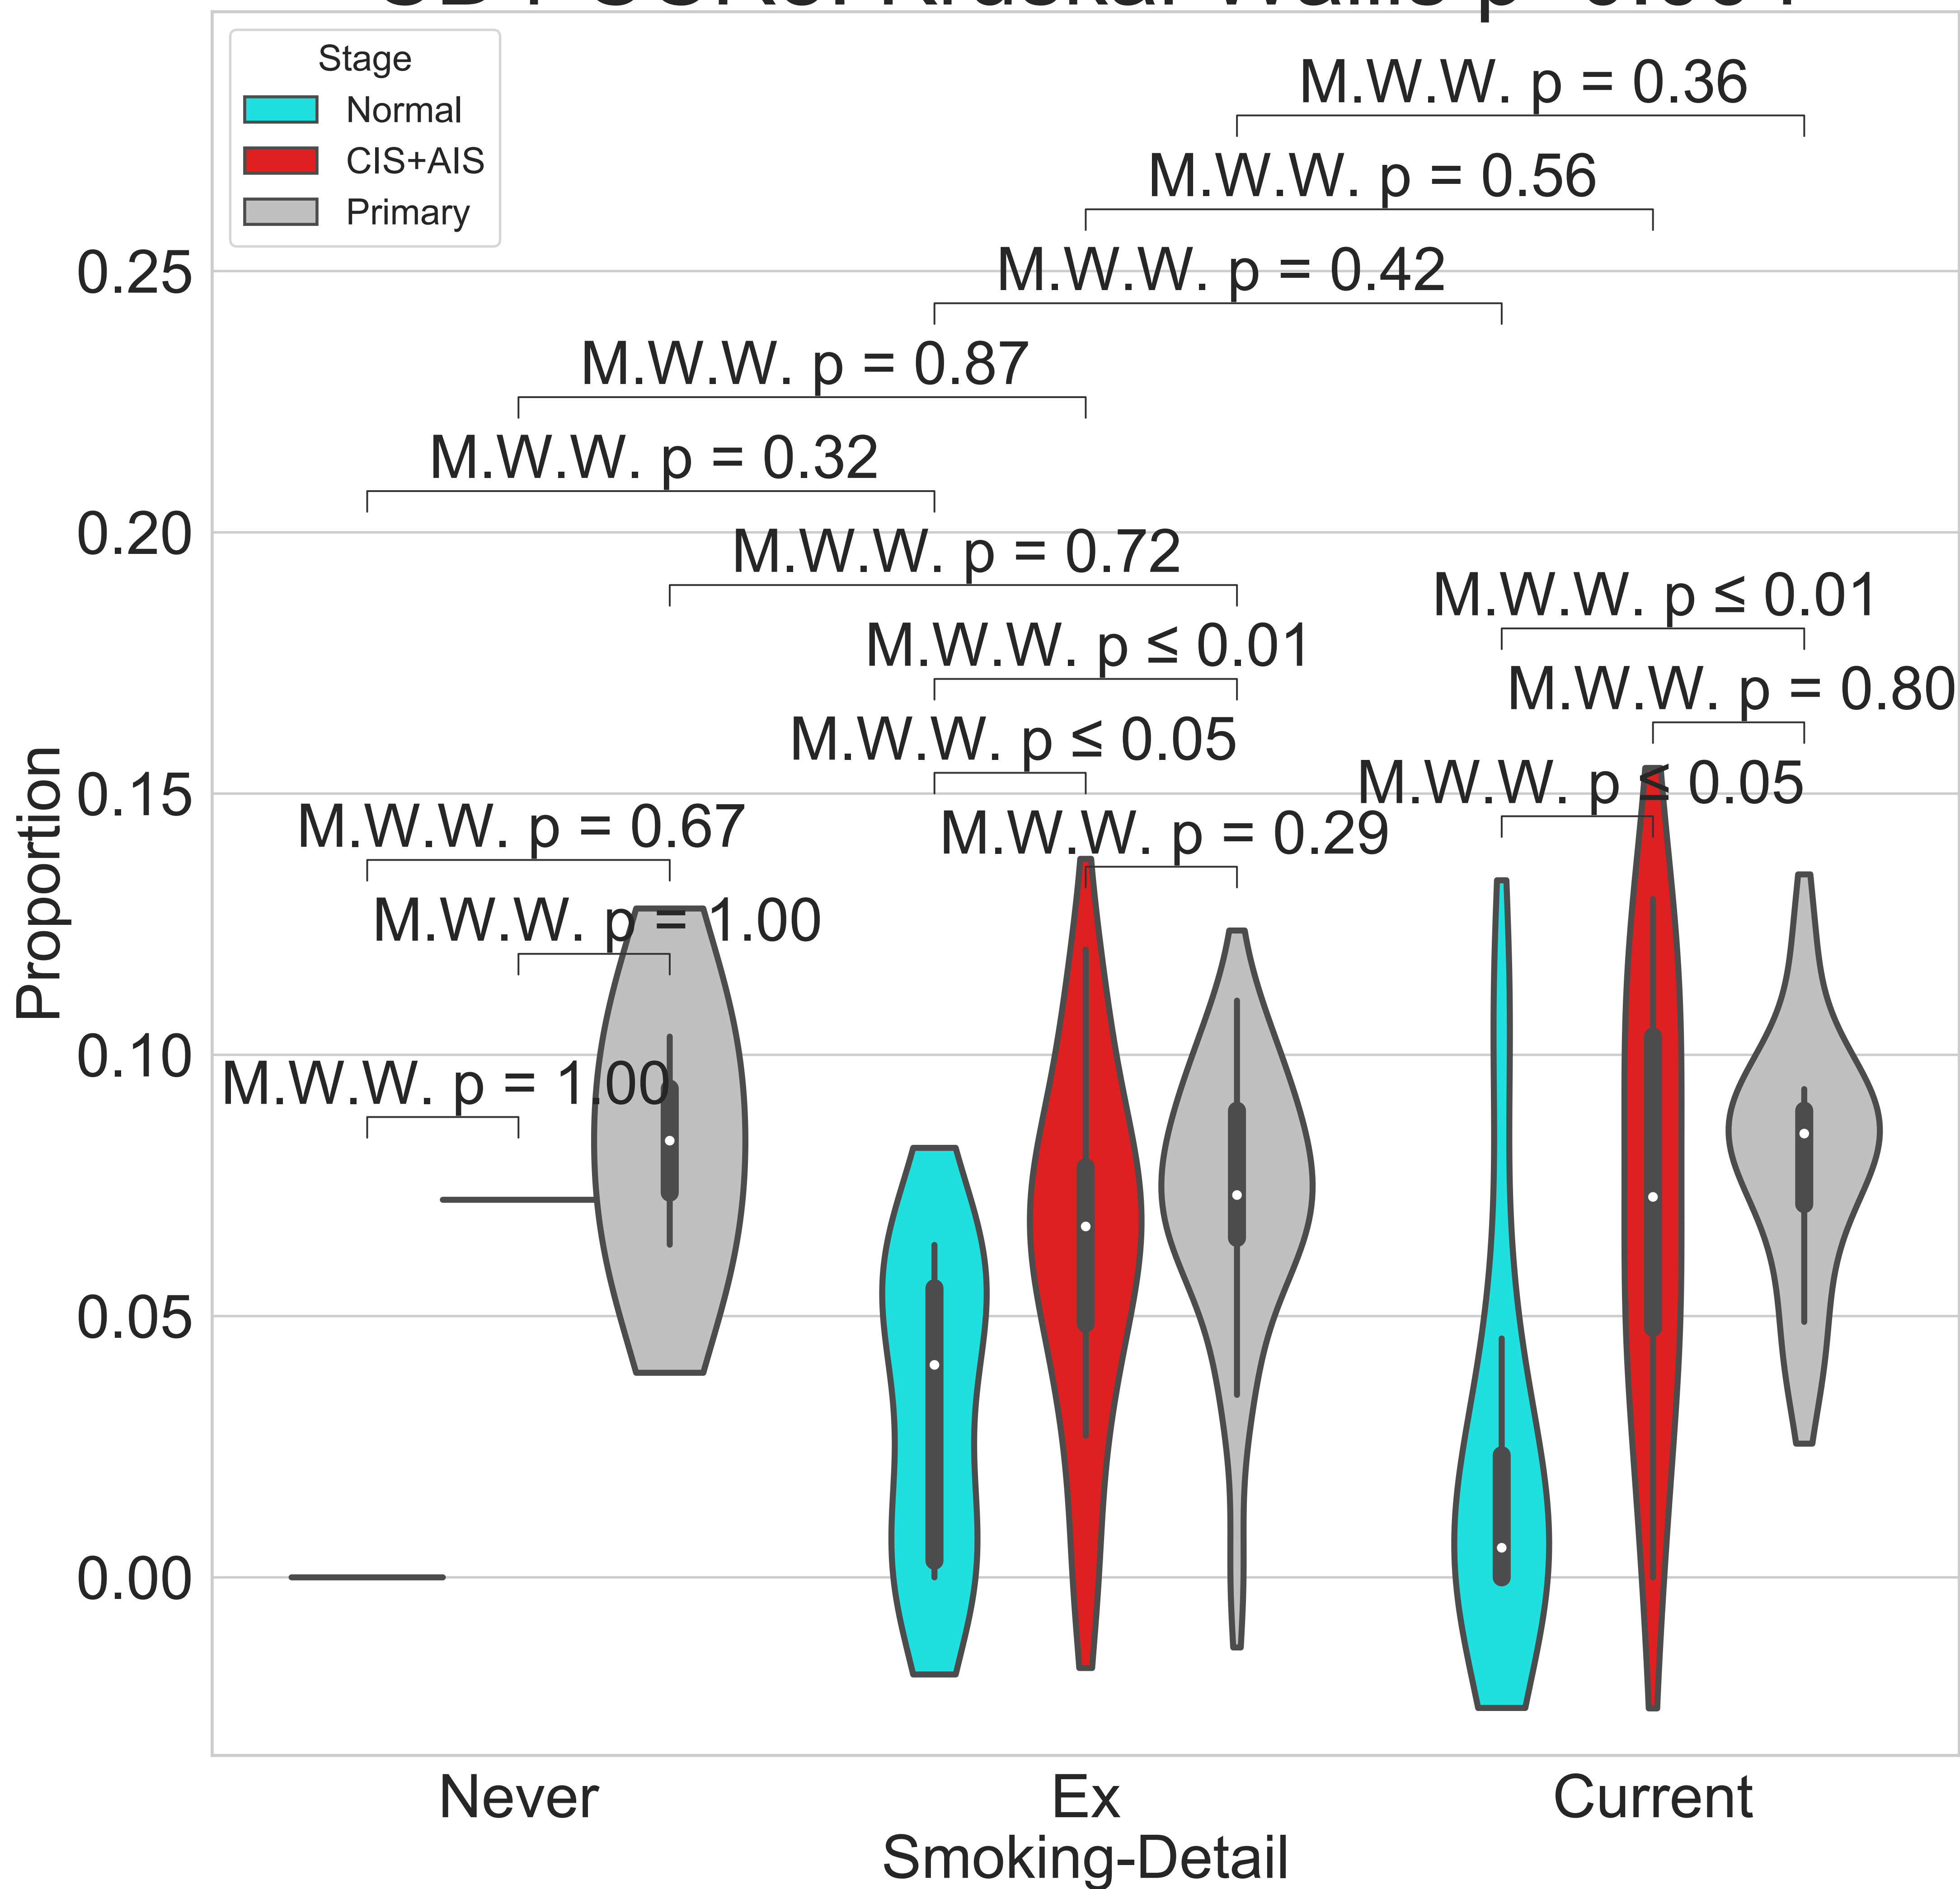 Stage
Normal
CIS+AIS
Primary
M.W.W. p = 0.36
M.W.W. p = 0.56
M.W.W. p = 0.42
M.W.W. p = 0.87
M.W.W. p = 0.32
M.W.W. p = 0.72
M.W.W. p ≤ 0.01
M.W.W. p ≤ 0.01
M.W.W. p = 0.80
M.W.W. p ≤ 0.05
M.W.W. p ≤ 0.05
M.W.W. p = 0.67
M.W.W. p = 0.29
M.W.W. p = 1.00
M.W.W. p = 1.00
0.25
0.20
0.15
0.10
0.05
0.00
Proportion
Never
Ex
Current
Smoking-Detail